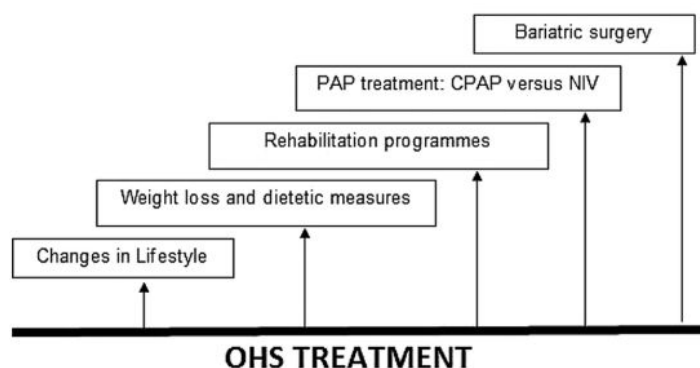 Bariatric surgery
PAP treatment: CPAP versus NIV
Rehabilitation programmes
Weight loss and dietetic measures
Changes in Lifestyle
OHS TREATMENT